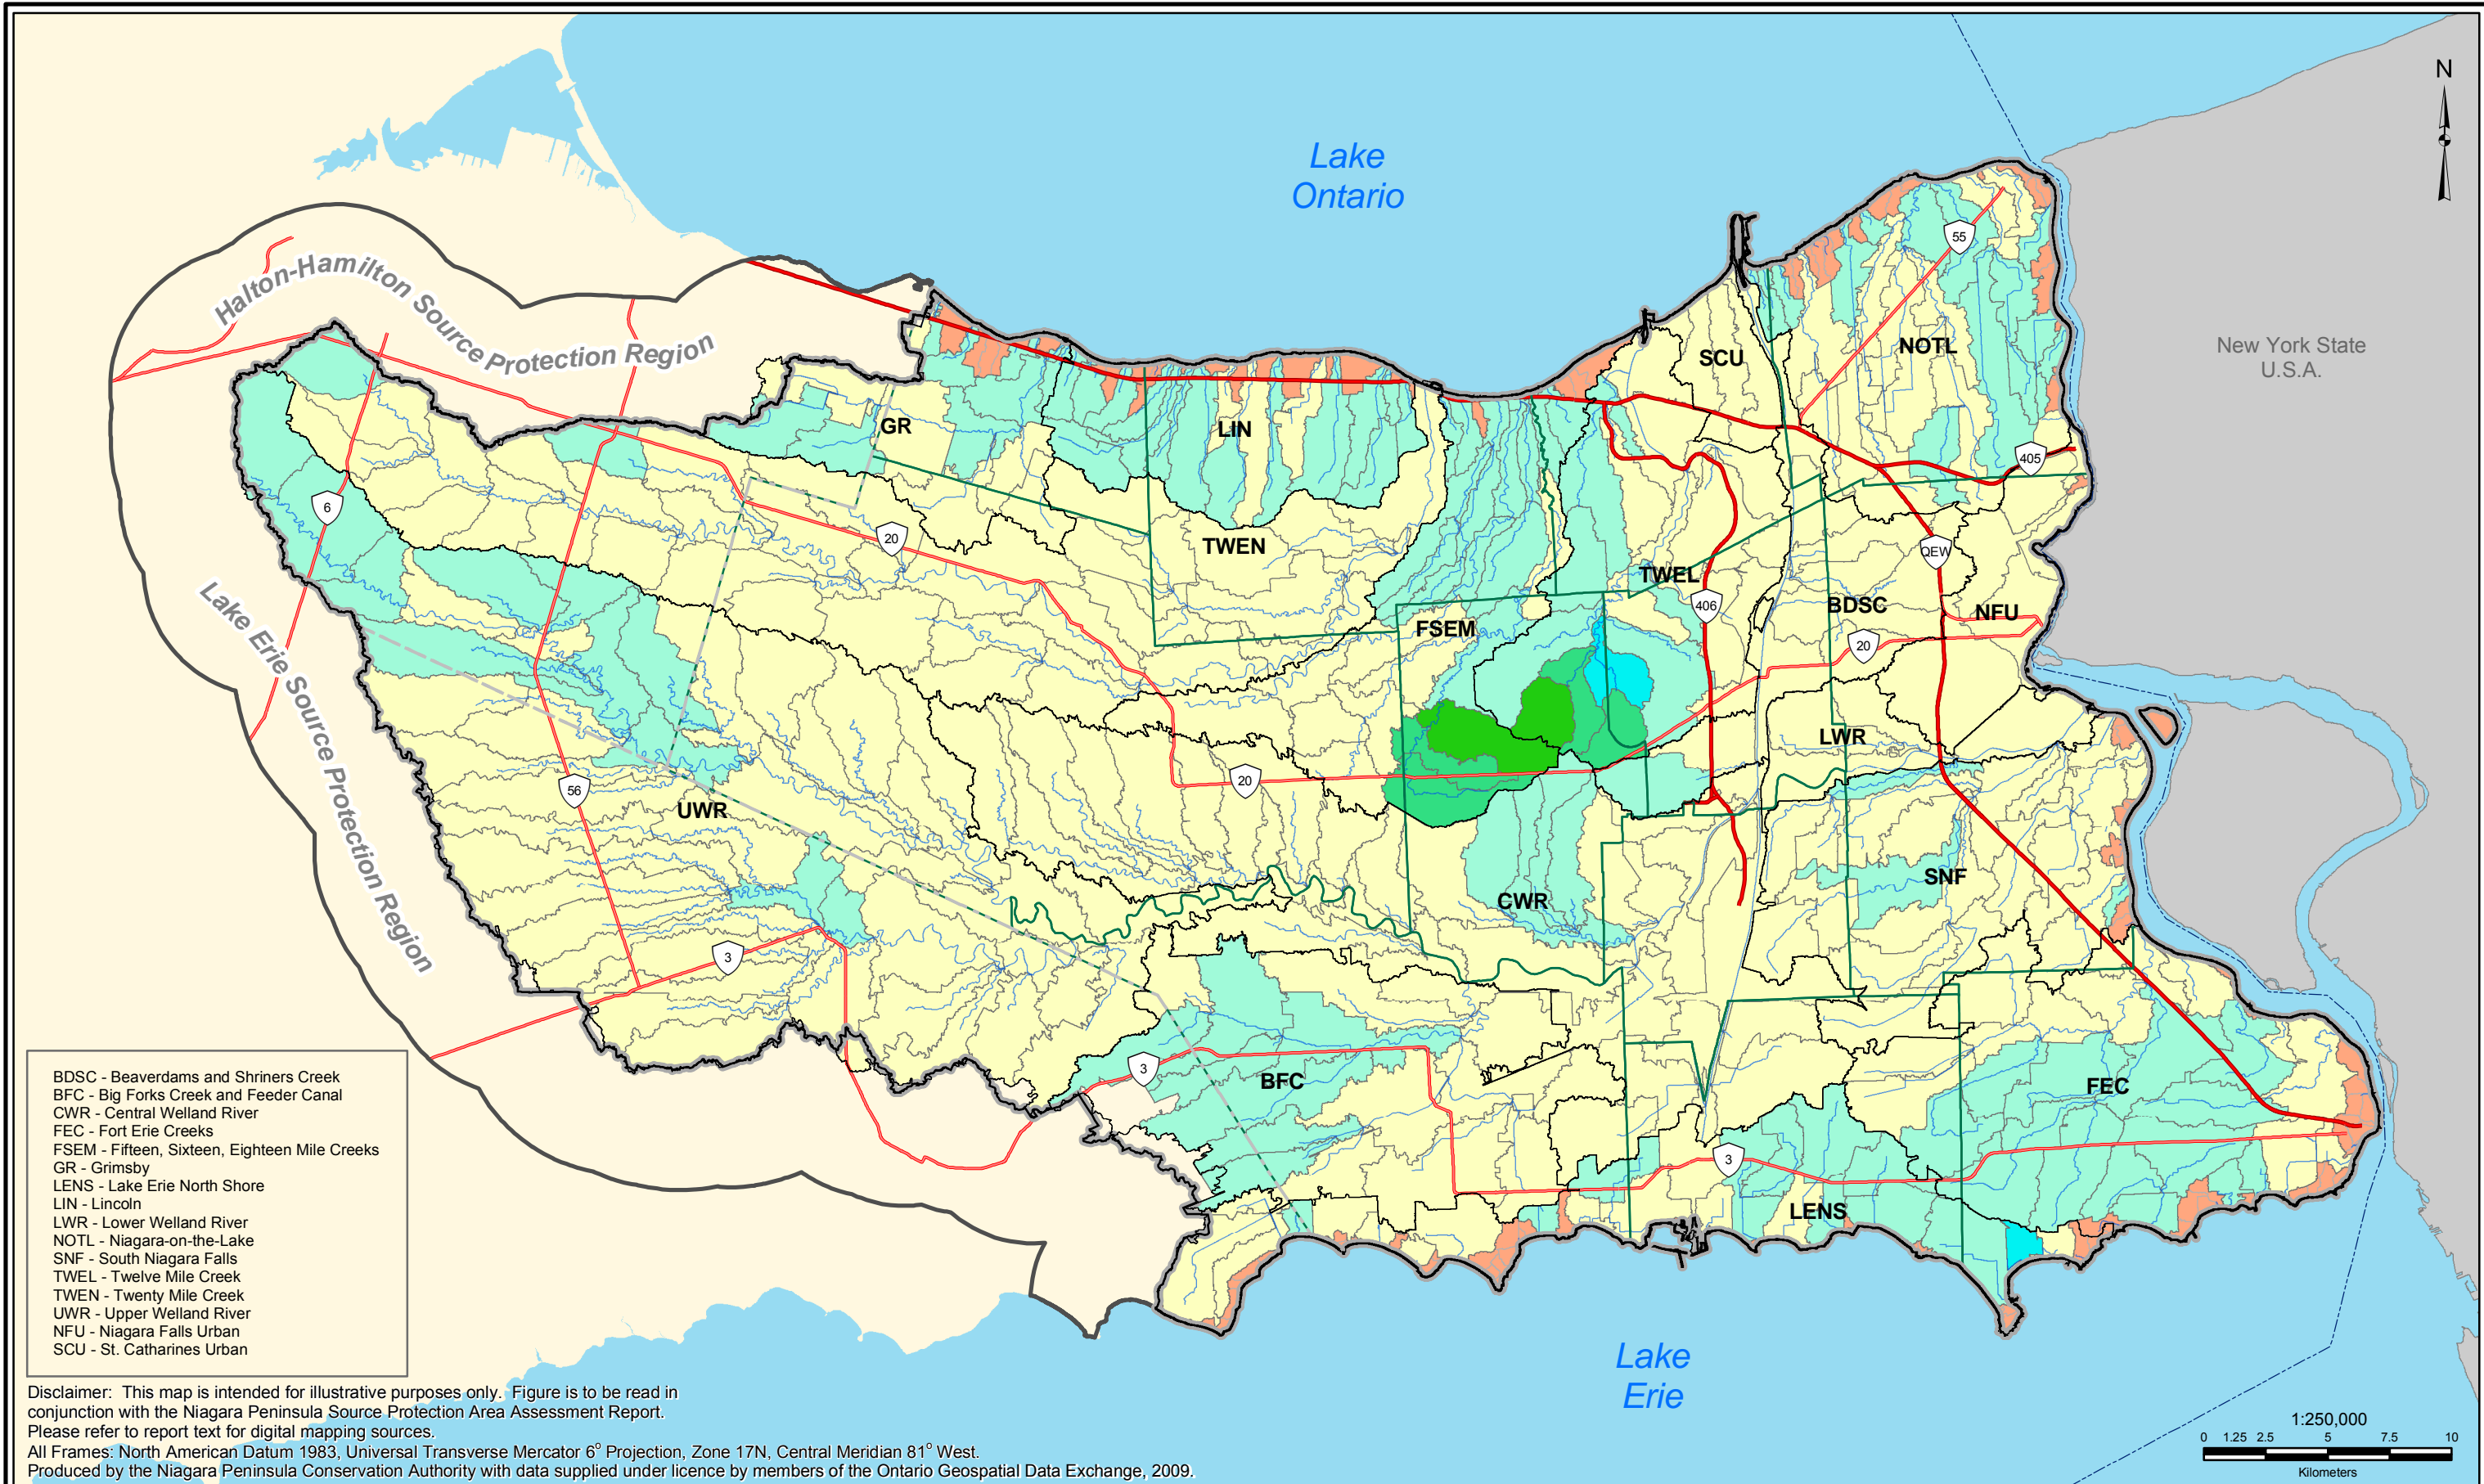 N
Lake
Ontario
New York State
U.S.A.
Halton-Hamilton Source Protection Region
Lake Erie Source Protection Region
55
NOTL
SCU
405
GR
LIN
6
20
TWEN
QEW
TWEL
406
BDSC
NFU
FSEM
20
LWR
20
56
UWR
SNF
CWR
3
3
BFC
FEC
3
LENS
Lake
Erie
BDSC - Beaverdams and Shriners Creek
BFC - Big Forks Creek and Feeder Canal
CWR - Central Welland River
FEC - Fort Erie Creeks
FSEM - Fifteen, Sixteen, Eighteen Mile Creeks
GR - Grimsby
LENS - Lake Erie North Shore
LIN - Lincoln
LWR - Lower Welland River
NOTL - Niagara-on-the-Lake
SNF - South Niagara Falls
TWEL - Twelve Mile Creek
TWEN - Twenty Mile Creek
UWR - Upper Welland River
NFU - Niagara Falls Urban
SCU - St. Catharines Urban
Disclaimer: This map is intended for illustrative purposes only. Figure is to be read in
conjunction with the Niagara Peninsula Source Protection Area Assessment Report.
Please refer to report text for digital mapping sources.
All Frames: North American Datum 1983, Universal Transverse Mercator 6° Projection, Zone 17N, Central Meridian 81° West.
Produced by the Niagara Peninsula Conservation Authority with data supplied under licence by members of the Ontario Geospatial Data Exchange, 2009.
1:250,000
0 1.25 2.5 5 7.5 10
Kilometers